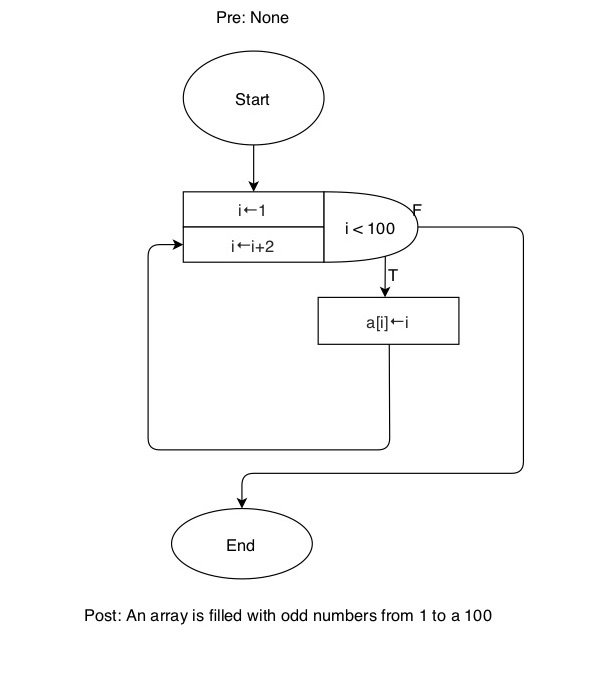 Pre: None
Start
i←1
i←i+2
i < 100
F
T
a[i]←i
End
Post: An array is filled with odd numbers from 1 to a 100